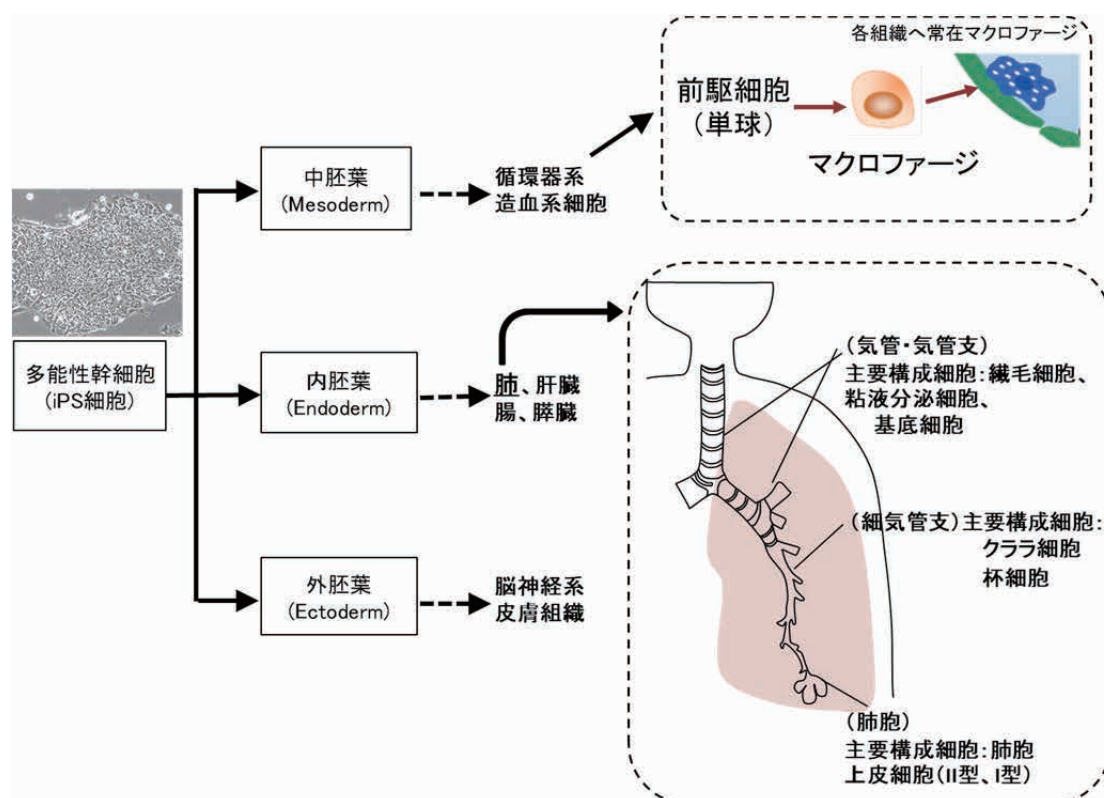 各組織へ常在マクロファージ
前駆細胞
(単球)
マクロファージ
中胚葉
(Mesoderm)
循環器系
造血系細胞
多能性幹細胞
(iPS細胞)
内胚葉
(Endoderm)
肺、肝臓
腸、膵臓
外胚葉
(Ectoderm)
脳神経系
皮膚組織
(気管・気管支)
主要構成細胞:繊毛細胞、
粘液分泌細胞、
基底細胞
(細気管支)主要構成細胞:
クララ細胞
杯細胞
(肺胞)
主要構成細胞:肺胞
上皮細胞(II型、I型)